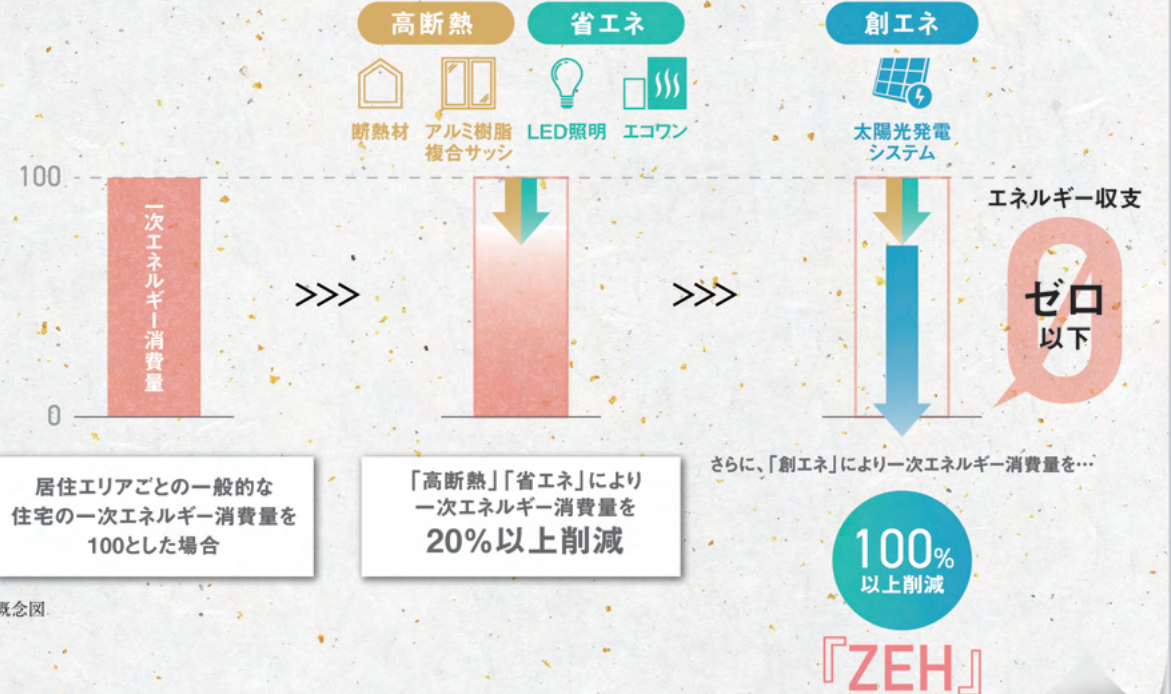 高断熱
省エネ
創エネ
断熱材
アルミ樹脂
複合サッシ
LED照明
エコワン
太陽光発電
システム
100
0
一次エネルギー消費量
>>>
>>>
エネルギー収支
0
ゼロ
以下
居住エリアごとの一般的な
住宅の一次エネルギー消費量を
100とした場合
「高断熱」「省エネ」により
一次エネルギー消費量を
20%以上削減
さらに、「創エネ」により一次エネルギー消費量を…
100%
以上削減
『ZEH』
概念図